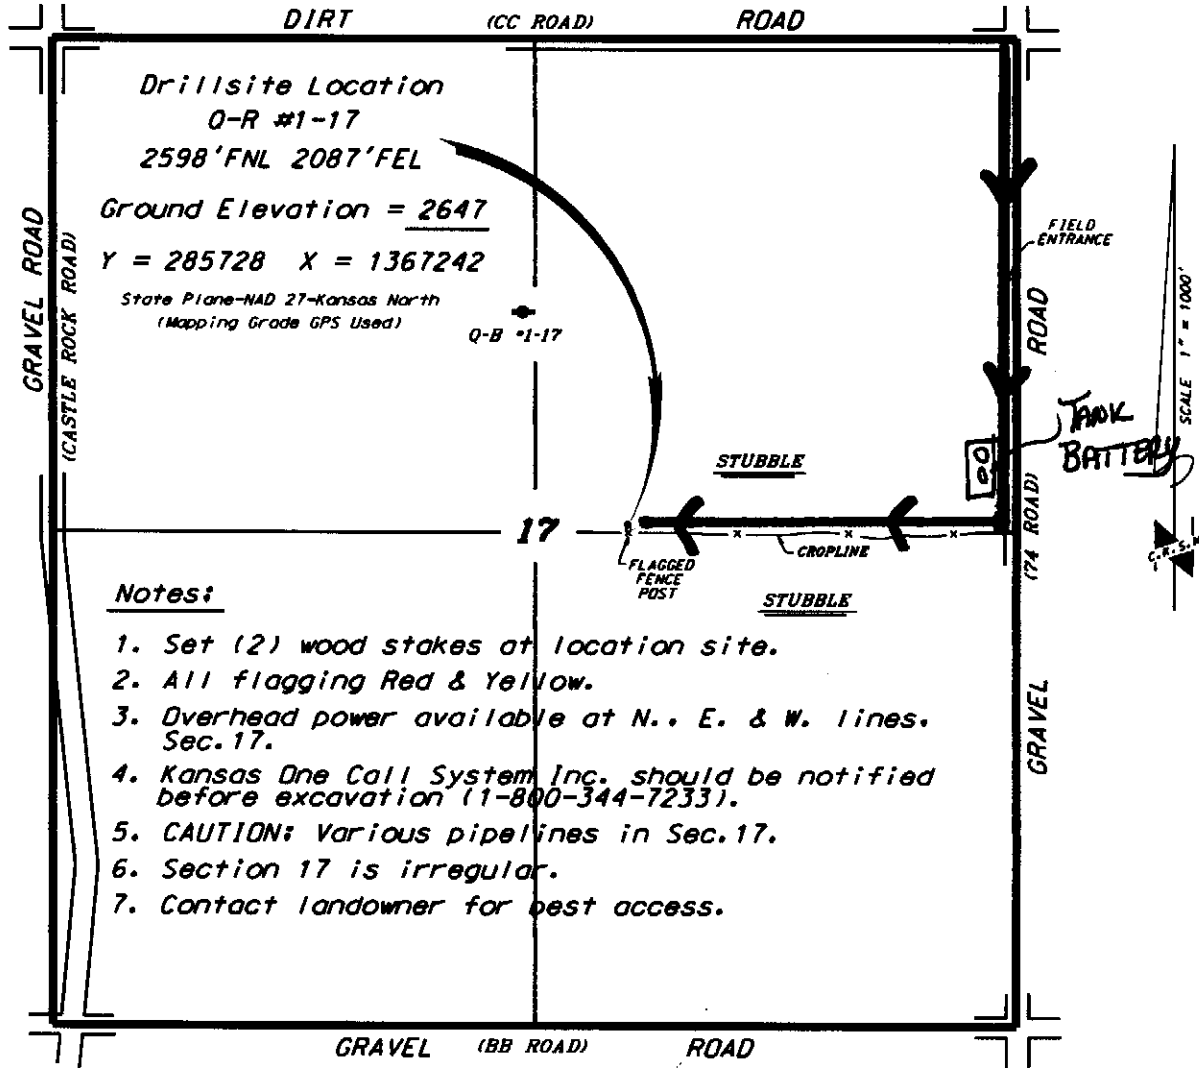 DIRT (CC ROAD) ROAD
Drillsite Location
Q-R #1-17
2598'FNL 2087'FEL
Ground Elevation = 2647
Y = 285728 X = 1367242
State Plane-NAD 27-Kansas North
(Mapping Grade GPS Used)
Q-B #1-17
GRAVEL ROAD
(CASTLE ROCK ROAD)
FIELD
ENTRANCE
ROAD
SCALE 1" = 1000'
TANK
BATTERY
STUBBLE
(74 ROAD)
17
CROPLINE
FLAGGED
FENCE
POST
STUBBLE
GRAVEL
Notes:
1. Set (2) wood stakes at location site.
2. All flagging Red & Yellow.
3. Overhead power available at N., E. & W. lines.
Sec.17.
4. Kansas One Call System Inc. should be notified
before excavation (1-800-344-7233).
5. CAUTION: Various pipelines in Sec.17.
6. Section 17 is irregular.
7. Contact landowner for best access.
GRAVEL (BB ROAD) ROAD